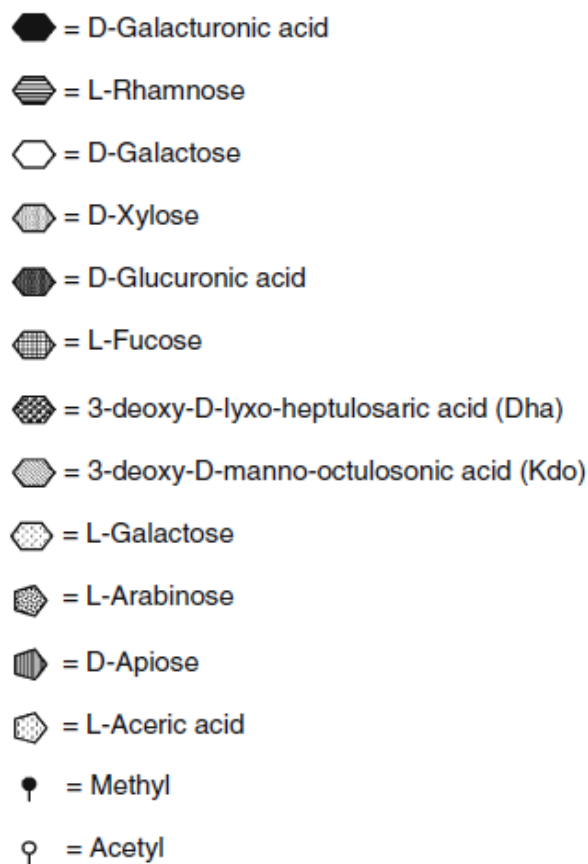 = D-Galacturonic acid
= L-Rhamnose
= D-Galactose
= D-Xylose
= D-Glucuronic acid
= L-Fucose
= 3-deoxy-D-lyxo-heptulosaric acid (Dha)
= 3-deoxy-D-manno-octulosonic acid (Kdo)
= L-Galactose
= L-Arabinose
= D-Apiose
= L-Aceric acid
= Methyl
= Acetyl